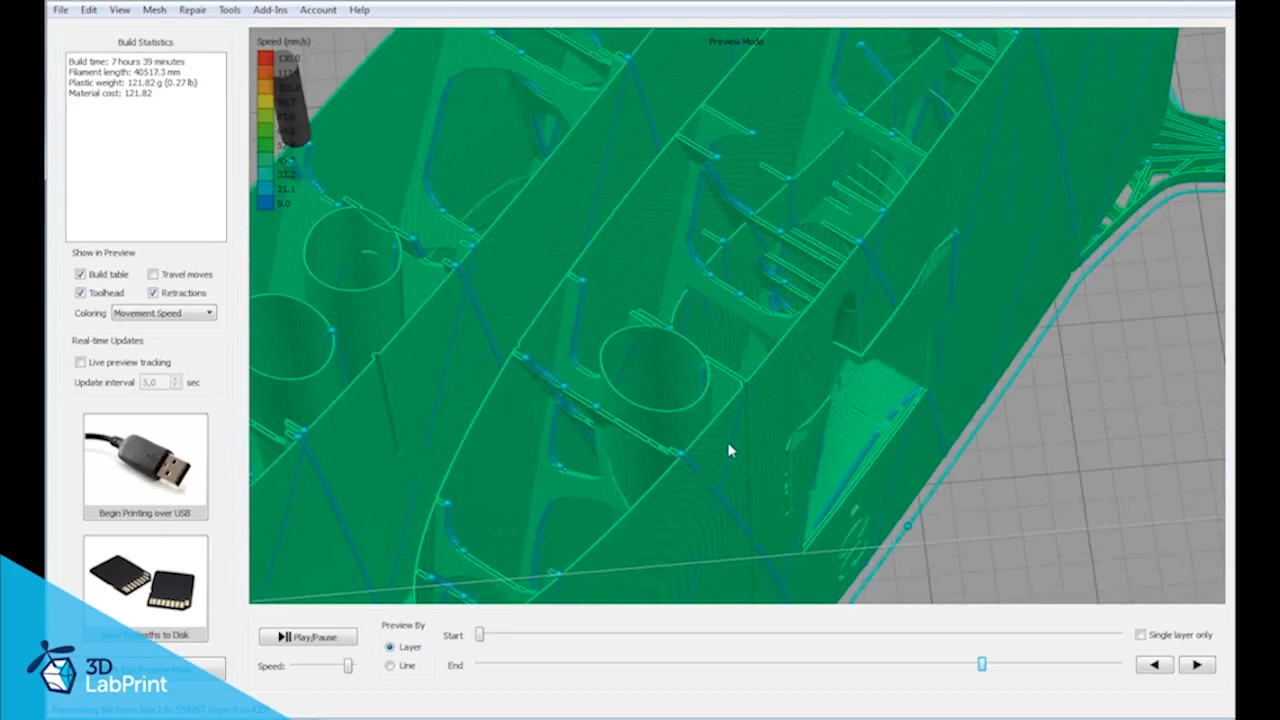 File Edit View Mesh Repair Tools Add-Ins Account Help
Build Statistics
Build time: 7 hours 39 minutes
Filament length: 40517.3 mm
Plastic weight: 121.82 g (0.27 lb)
Material cost: 121.82
Show in Preview
Build table
Travel moves
Toolhead
Retractions
Coloring Movement Speed
Real-time Updates
Live preview tracking
Update interval 5,0 sec
Begin Printing over USB
to Disk
3D
LabPrint
Speed (mm/s)
130.0
33.2
21.1
9.0
Preview Mode
Play/Pause
Speed:
Preview By
Layer
Line
Start
End
Single layer only